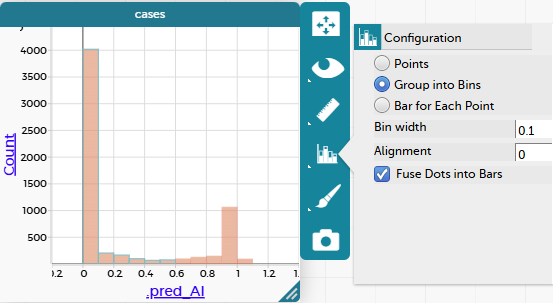 cases
4000
3500
3000
2500
2000
1500
1000
500
Count
0.2 0 0.2 0.4 0.6 0.8 1 1.2 1.
.pred_AI
Configuration
Points
Group into Bins
Bar for Each Point
Bin width 0.1
Alignment 0
Fuse Dots into Bars